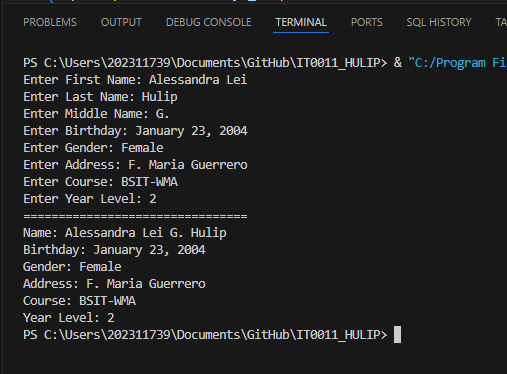 PROBLEMS OUTPUT DEBUG CONSOLE TERMINAL PORTS SQL HISTORY TA
PS C:\Users\202311739\Documents\GitHub\IT0011_HULIP> & "C:/Program Fi
Enter First Name: Alessandra Lei
Enter Last Name: Hulip
Enter Middle Name: G.
Enter Birthday: January 23, 2004
Enter Gender: Female
Enter Address: F. Maria Guerrero
Enter Course: BSIT-WMA
Enter Year Level: 2
================================
Name: Alessandra Lei G. Hulip
Birthday: January 23, 2004
Gender: Female
Address: F. Maria Guerrero
Course: BSIT-WMA
Year Level: 2
PS C:\Users\202311739\Documents\GitHub\IT0011_HULIP>